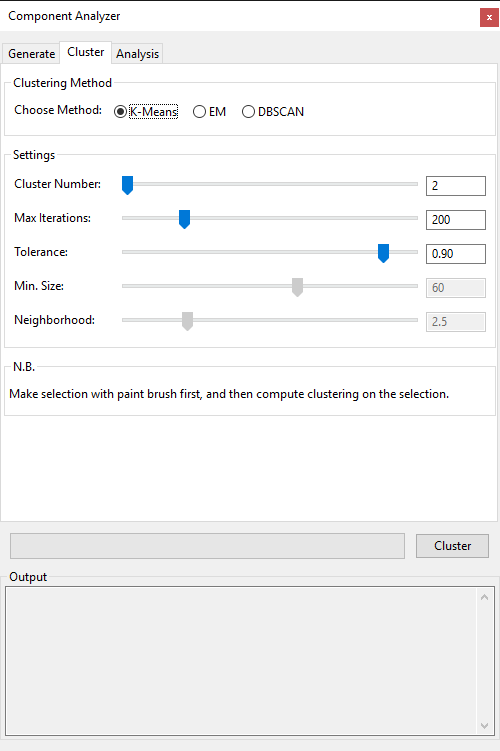 Component Analyzer
x
Generate Cluster Analysis
Clustering Method
Choose Method: K-Means EM DBSCAN
Settings
Cluster Number: 2
Max Iterations: 200
Tolerance: 0.90
Min. Size: 60
Neighborhood: 2.5
N.B.
Make selection with paint brush first, and then compute clustering on the selection.
Cluster
Output